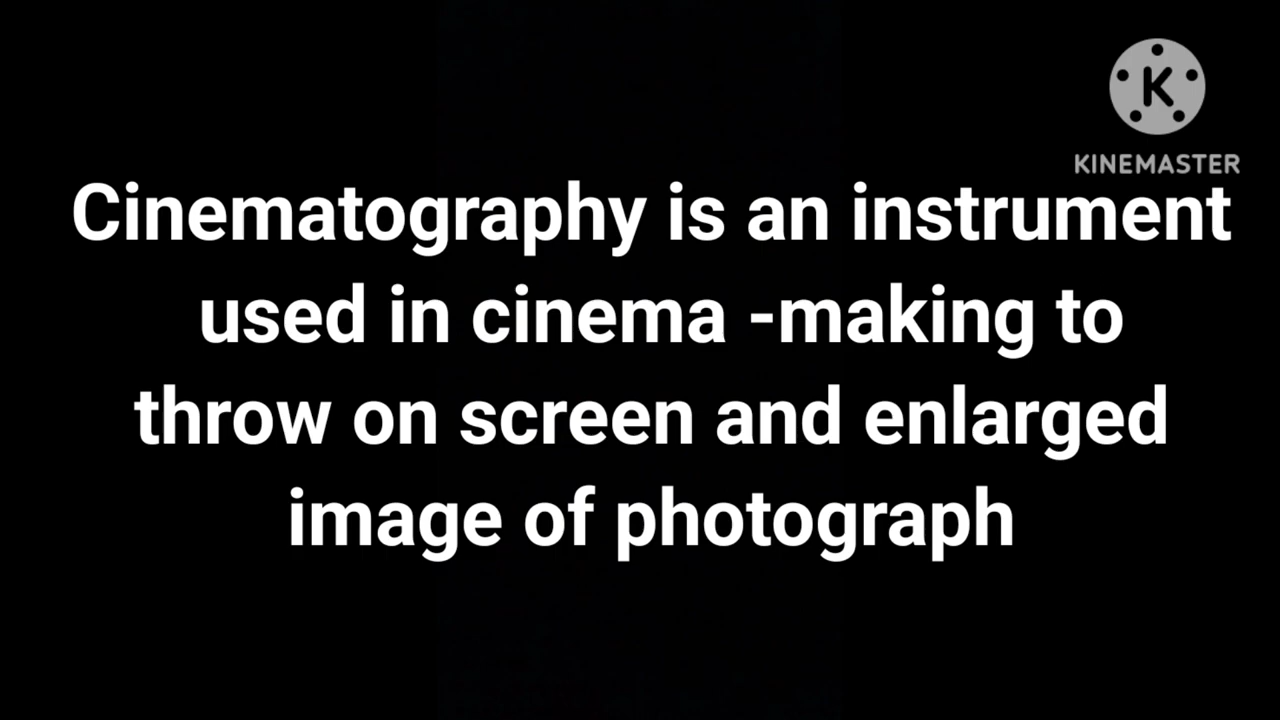 K
KINEMASTER
Cinematography is an instrument
used in cinema -making to
throw on screen and enlarged
image of photograph